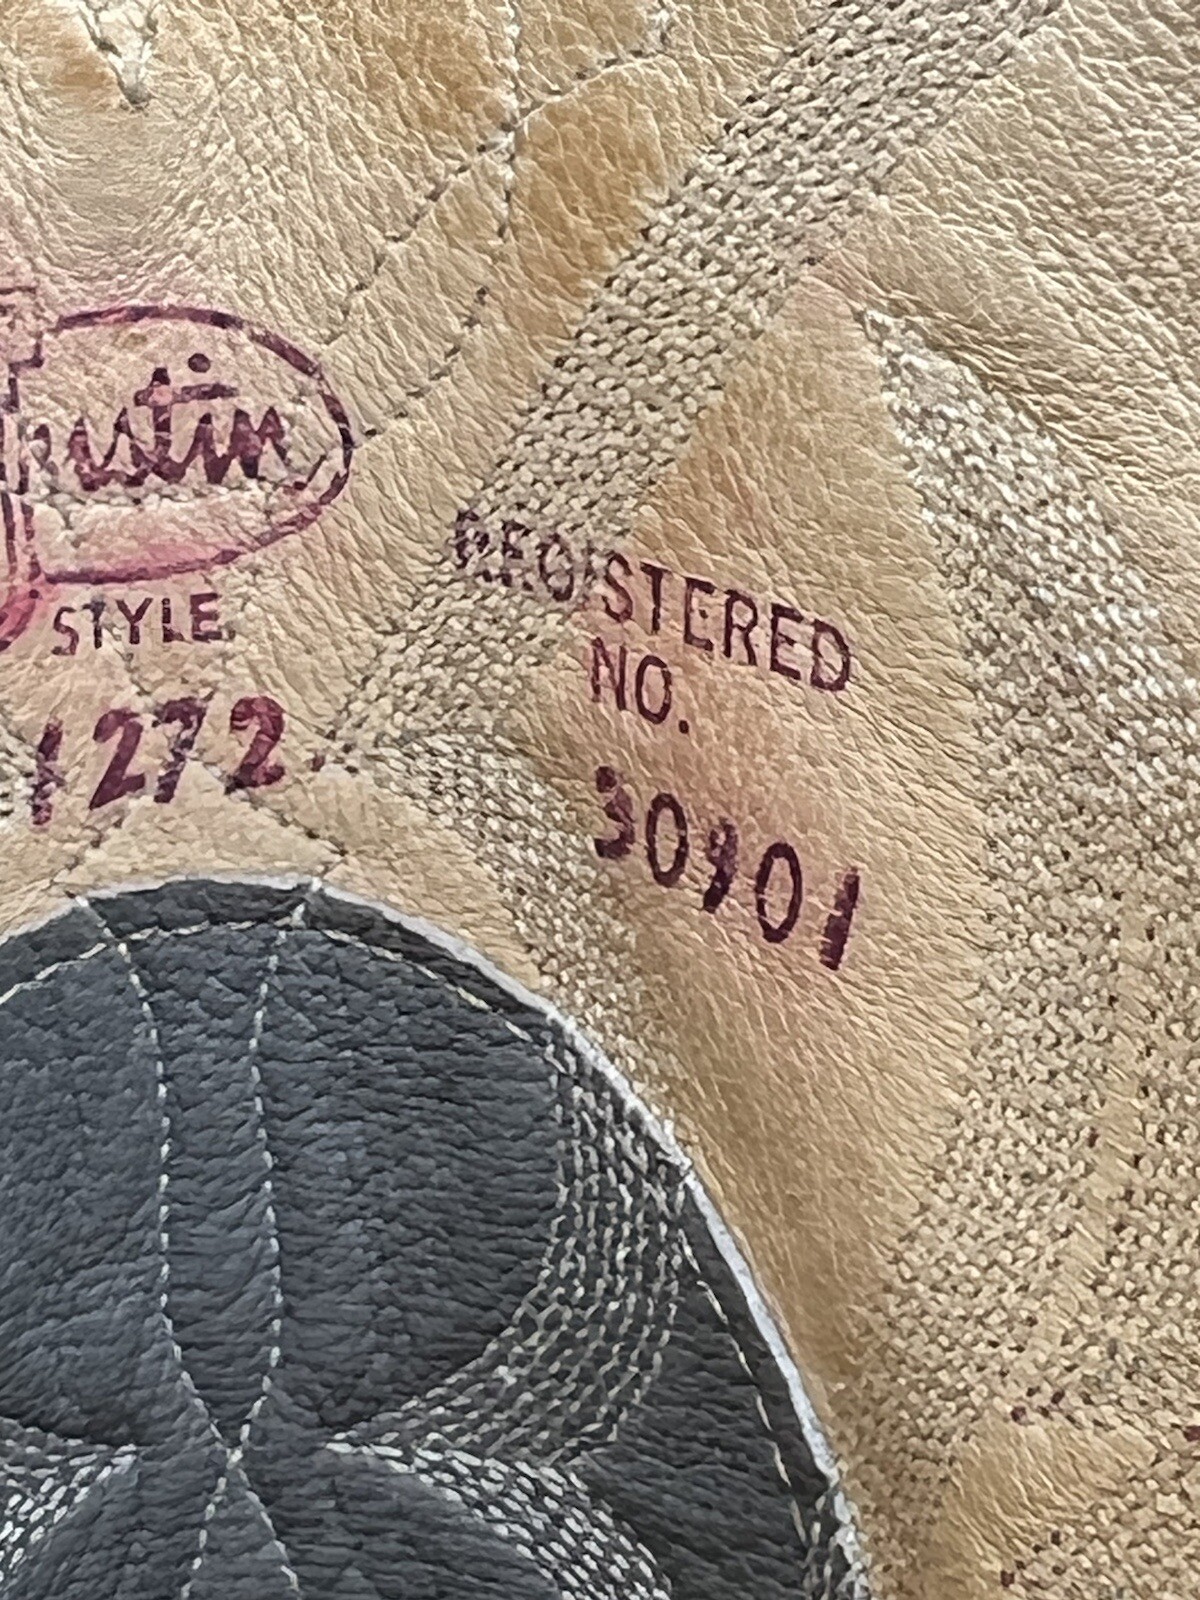 Justin
STYLE
1272
REGISTERED
NO.
30901